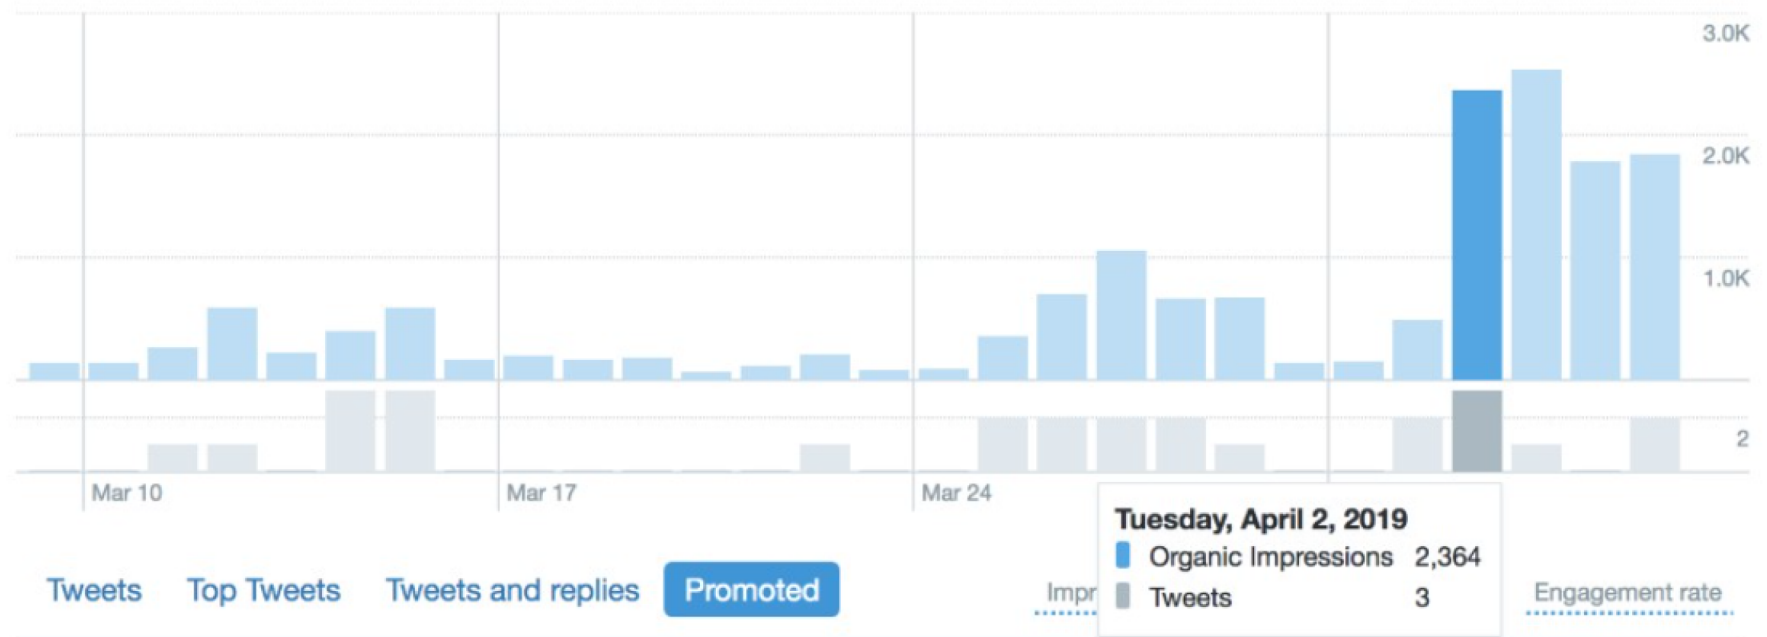 3.0K
2.0K
1.0K
2
Mar 10 Mar 17 Mar 24
Tuesday, April 2, 2019
Organic Impressions 2,364
Tweets 3
Tweets Top Tweets Tweets and replies Promoted Impr Engagement rate